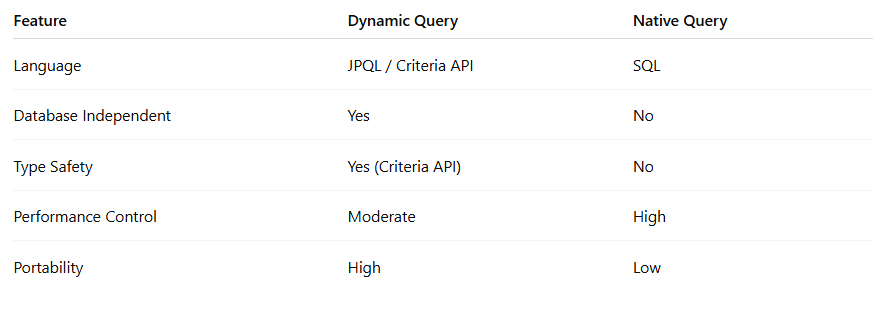 Feature Dynamic Query Native Query
Language JPQL / Criteria API SQL
Database Independent Yes No
Type Safety Yes (Criteria API) No
Performance Control Moderate High
Portability High Low